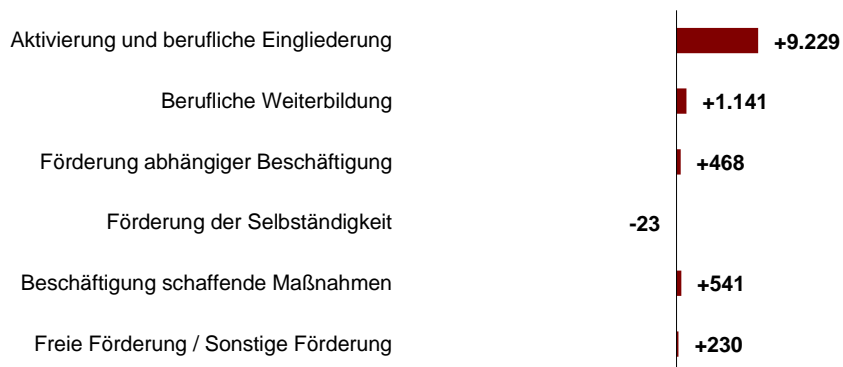 Aktivierung und berufliche Eingliederung +9.229
Berufliche Weiterbildung +1.141
Förderung abhängiger Beschäftigung +468
Förderung der Selbständigkeit -23
Beschäftigung schaffende Maßnahmen +541
Freie Förderung / Sonstige Förderung +230